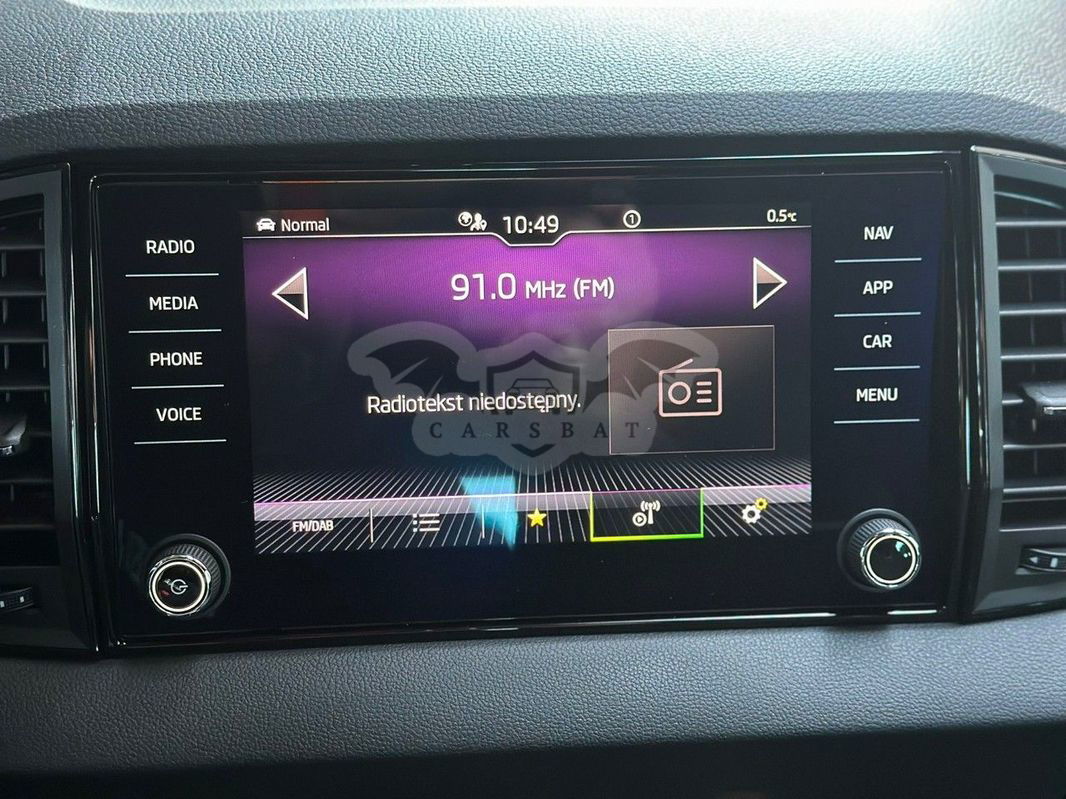 Normal
10:49
1
0.5°C
RADIO
MEDIA
PHONE
VOICE
91.0 MHz (FM)
Radiotekst niedostępny.
CARSBAT
FM/DAB
NAV
APP
CAR
MENU